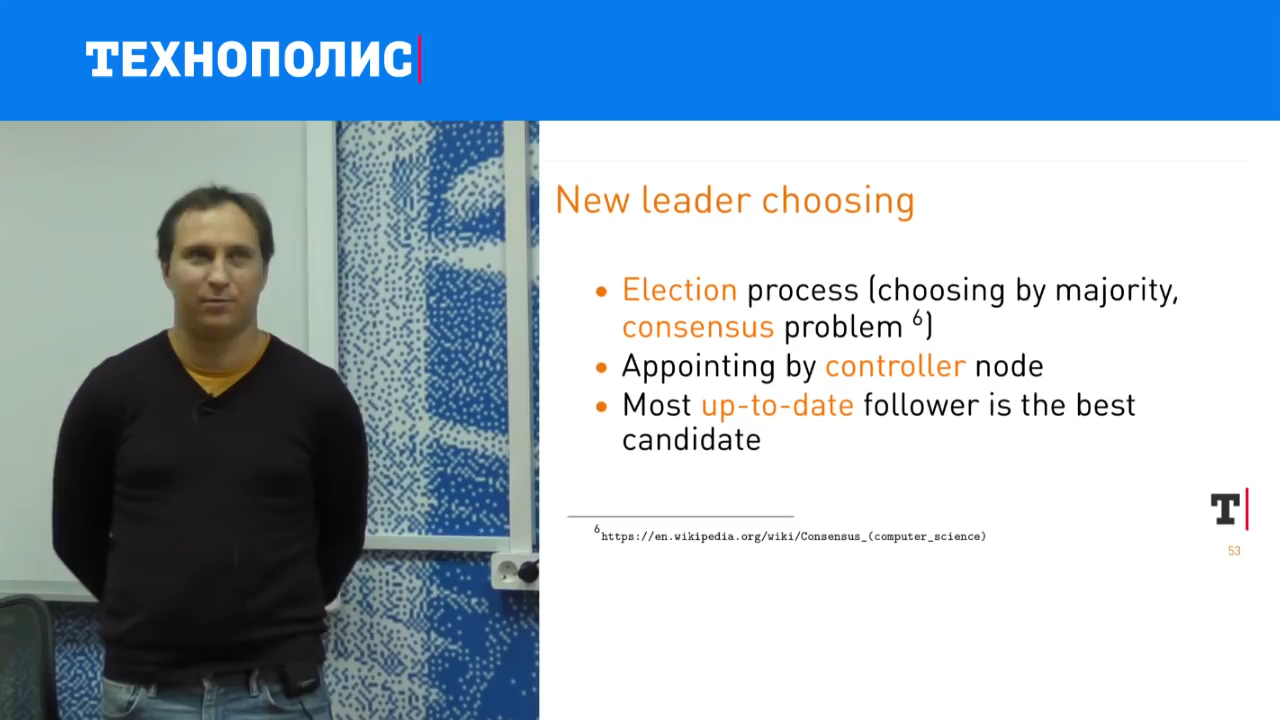 ТЕХНОПОЛИС
New leader choosing
• Election process (choosing by majority,
consensus problem ⁶)
• Appointing by controller node
• Most up-to-date follower is the best
candidate
T
⁶https://en.wikipedia.org/wiki/Consensus_(computer_science)
53